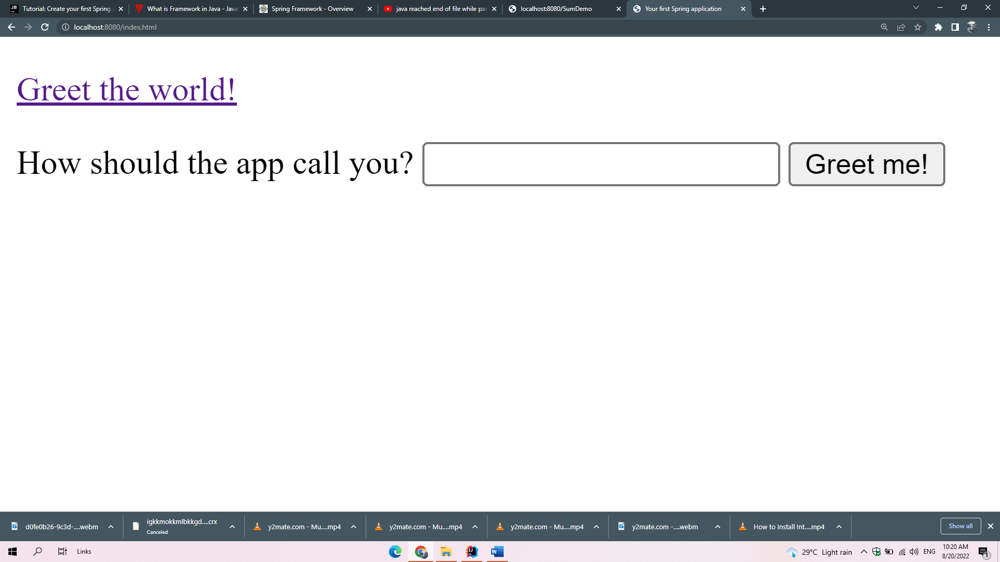 JB Tutorial: Create your first Spring
What is Framework in Java - Java
Spring Framework - Overview
java reached end of file while par
localhost:8080/SumDemo
Your first Spring application
localhost:8080/index.html
Greet the world!
How should the app call you? Greet me!
d0fe0b26-9c3d-....webm
igkkmokkmlbkkgd....crx
Canceled
y2mate.com - Mu....mp4
y2mate.com - Mu....mp4
y2mate.com - Mu....mp4
y2mate.com -....webm
How to Install Int....mp4
Show all
Links
29°C Light rain
ENG
10:20 AM
8/20/2022
1